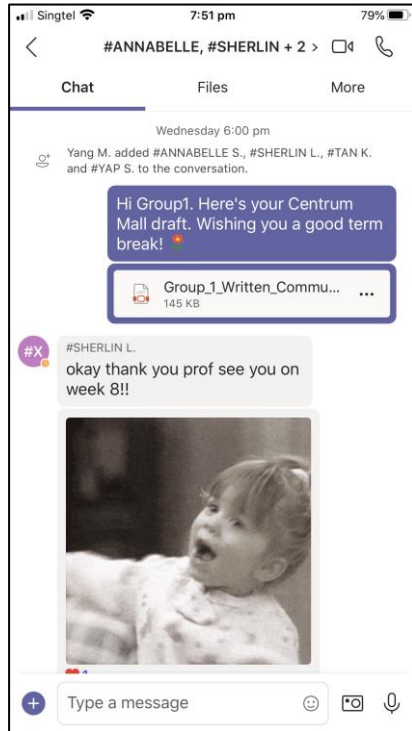 Singtel
7:51 pm
79%
#ANNABELLE, #SHERLIN + 2 >
Chat
Files
More
Wednesday 6:00 pm
Yang M. added #ANNABELLE S., #SHERLIN L., #TAN K.
and #YAP S. to the conversation.
Hi Group1. Here's your Centrum
Mall draft. Wishing you a good term
break! 🌹
Group_1_Written_Commu...
145 KB
#X
#SHERLIN L.
okay thank you prof see you on
week 8!!
Type a message